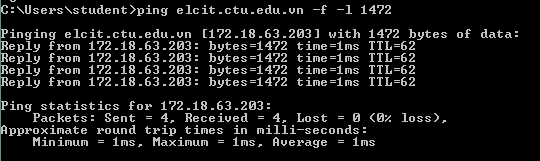 C:\Users\student>ping elcit.ctu.edu.vn -f -l 1472
Pinging elcit.ctu.edu.vn [172.18.63.203] with 1472 bytes of data:
Reply from 172.18.63.203: bytes=1472 time=1ms TTL=62
Reply from 172.18.63.203: bytes=1472 time=1ms TTL=62
Reply from 172.18.63.203: bytes=1472 time=1ms TTL=62
Reply from 172.18.63.203: bytes=1472 time=1ms TTL=62
Ping statistics for 172.18.63.203:
    Packets: Sent = 4, Received = 4, Lost = 0 (0% loss),
Approximate round trip times in milli-seconds:
    Minimum = 1ms, Maximum = 1ms, Average = 1ms